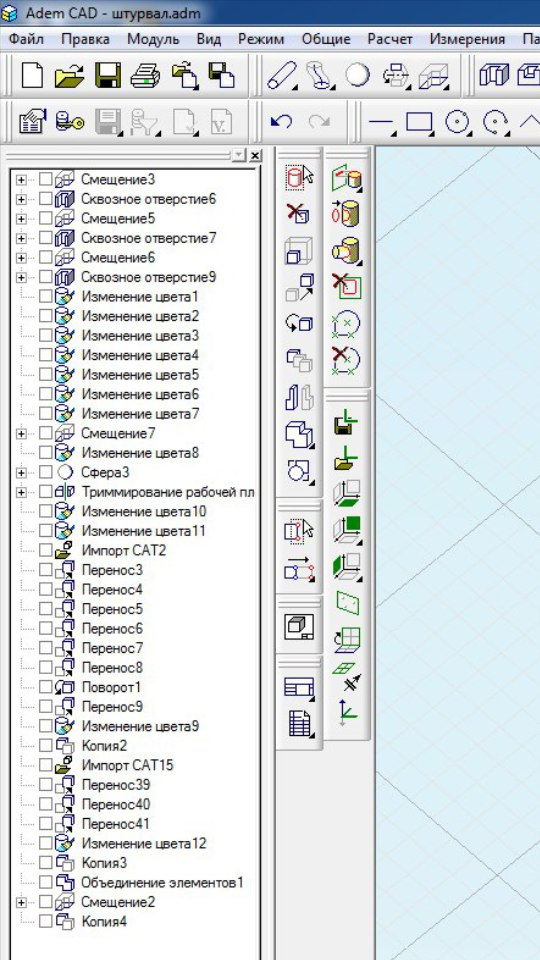 Adem CAD - штурвал.adm
Файл Правка Модуль Вид Режим Общие Расчет Измерения Па
Смещение3
Сквозное отверстие6
Смещение5
Сквозное отверстие7
Смещение6
Сквозное отверстие9
Изменение цвета1
Изменение цвета2
Изменение цвета3
Изменение цвета4
Изменение цвета5
Изменение цвета6
Изменение цвета7
Смещение7
Изменение цвета8
Сфера3
Триммирование рабочей пл
Изменение цвета10
Изменение цвета11
Импорт CAT2
Перенос3
Перенос4
Перенос5
Перенос6
Перенос7
Перенос8
Поворот1
Перенос9
Изменение цвета9
Копия2
Импорт CAT15
Перенос39
Перенос40
Перенос41
Изменение цвета12
Копия3
Объединение элементов1
Смещение2
Копия4